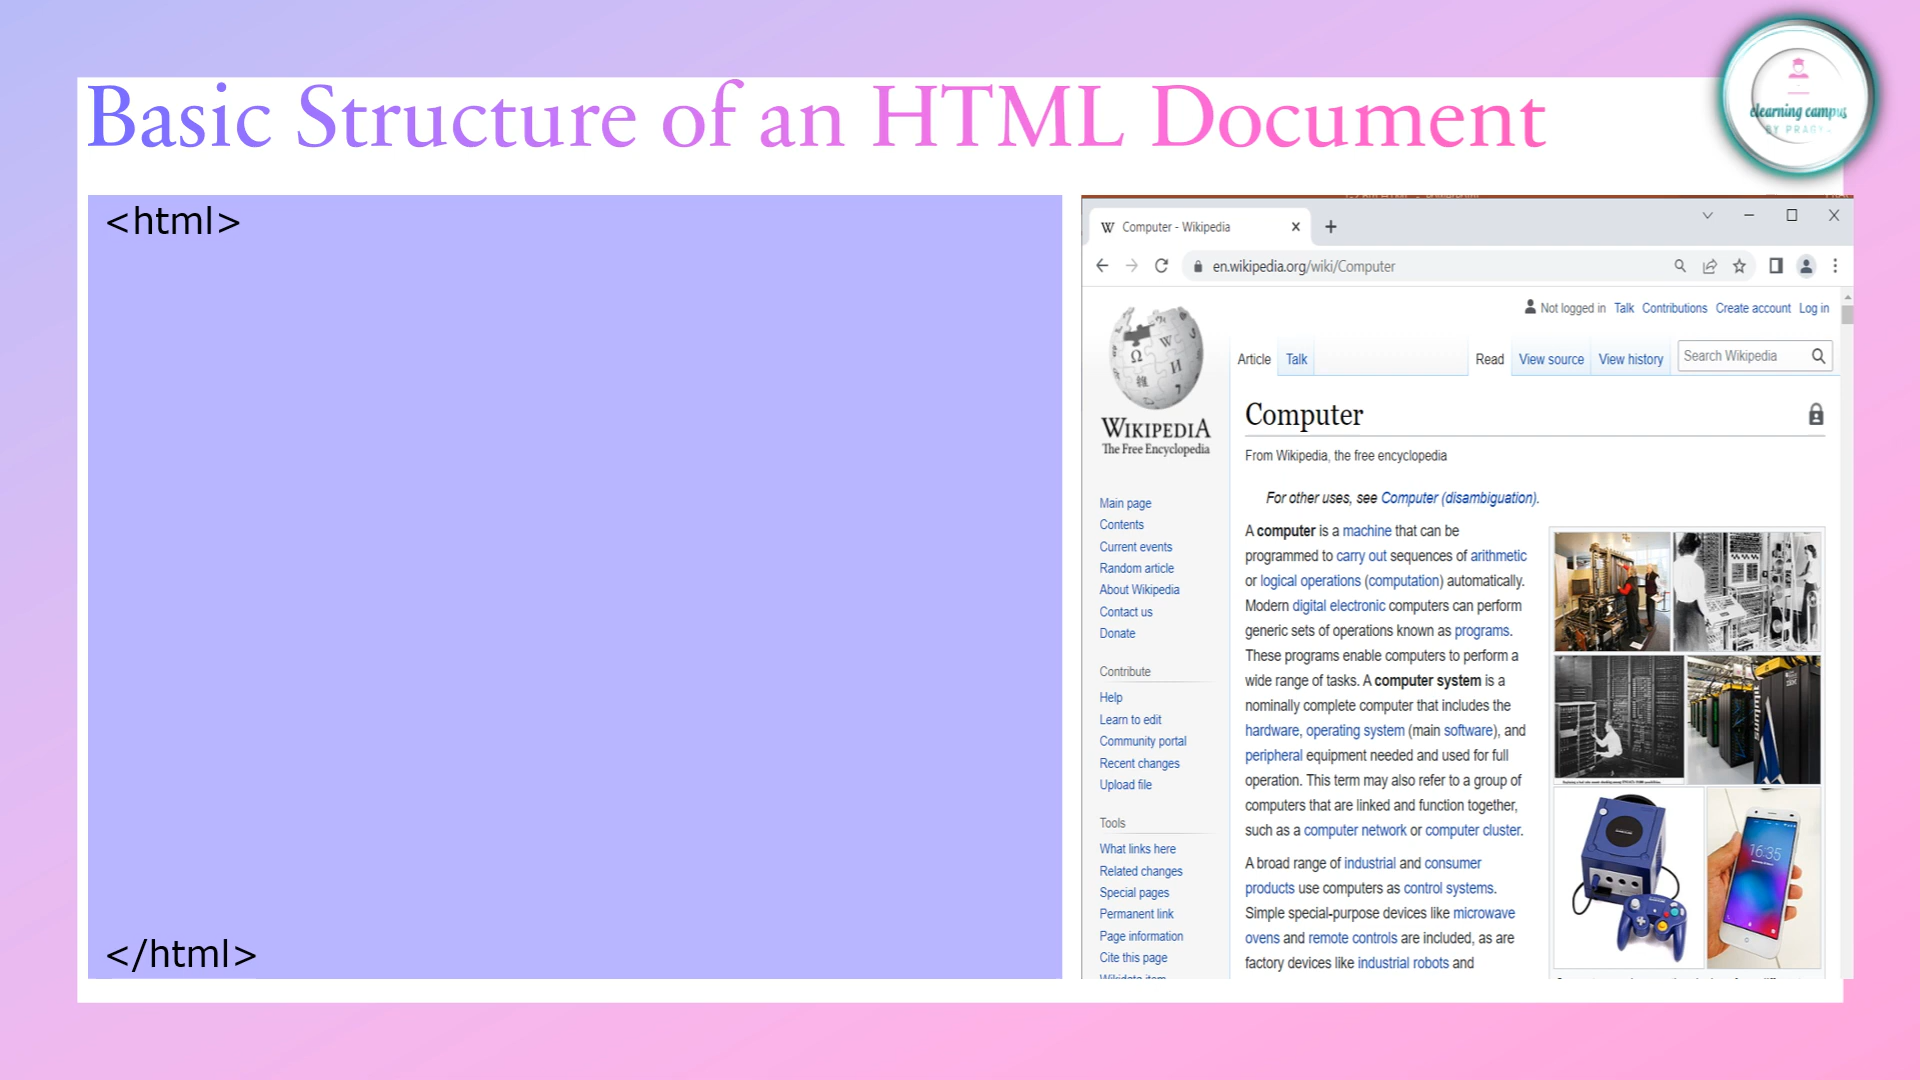 Basic Structure of an HTML Document
elearning campus
<html>
</html>
Computer - Wikipedia
en.wikipedia.org/wiki/Computer
Not logged in Talk Contributions Create account Log in
Article Talk Read View source View history Search Wikipedia
WIKIPEDIA
The Free Encyclopedia
Main page
Contents
Current events
Random article
About Wikipedia
Contact us
Donate
Contribute
Help
Learn to edit
Community portal
Recent changes
Upload file
Tools
What links here
Related changes
Special pages
Permanent link
Page information
Cite this page
Wikidata item
Computer
From Wikipedia, the free encyclopedia
For other uses, see Computer (disambiguation).
A computer is a machine that can be
programmed to carry out sequences of arithmetic
or logical operations (computation) automatically.
Modern digital electronic computers can perform
generic sets of operations known as programs.
These programs enable computers to perform a
wide range of tasks. A computer system is a
nominally complete computer that includes the
hardware, operating system (main software), and
peripheral equipment needed and used for full
operation. This term may also refer to a group of
computers that are linked and function together,
such as a computer network or computer cluster.
A broad range of industrial and consumer
products use computers as control systems.
Simple special-purpose devices like microwave
ovens and remote controls are included, as are
factory devices like industrial robots and
16:35